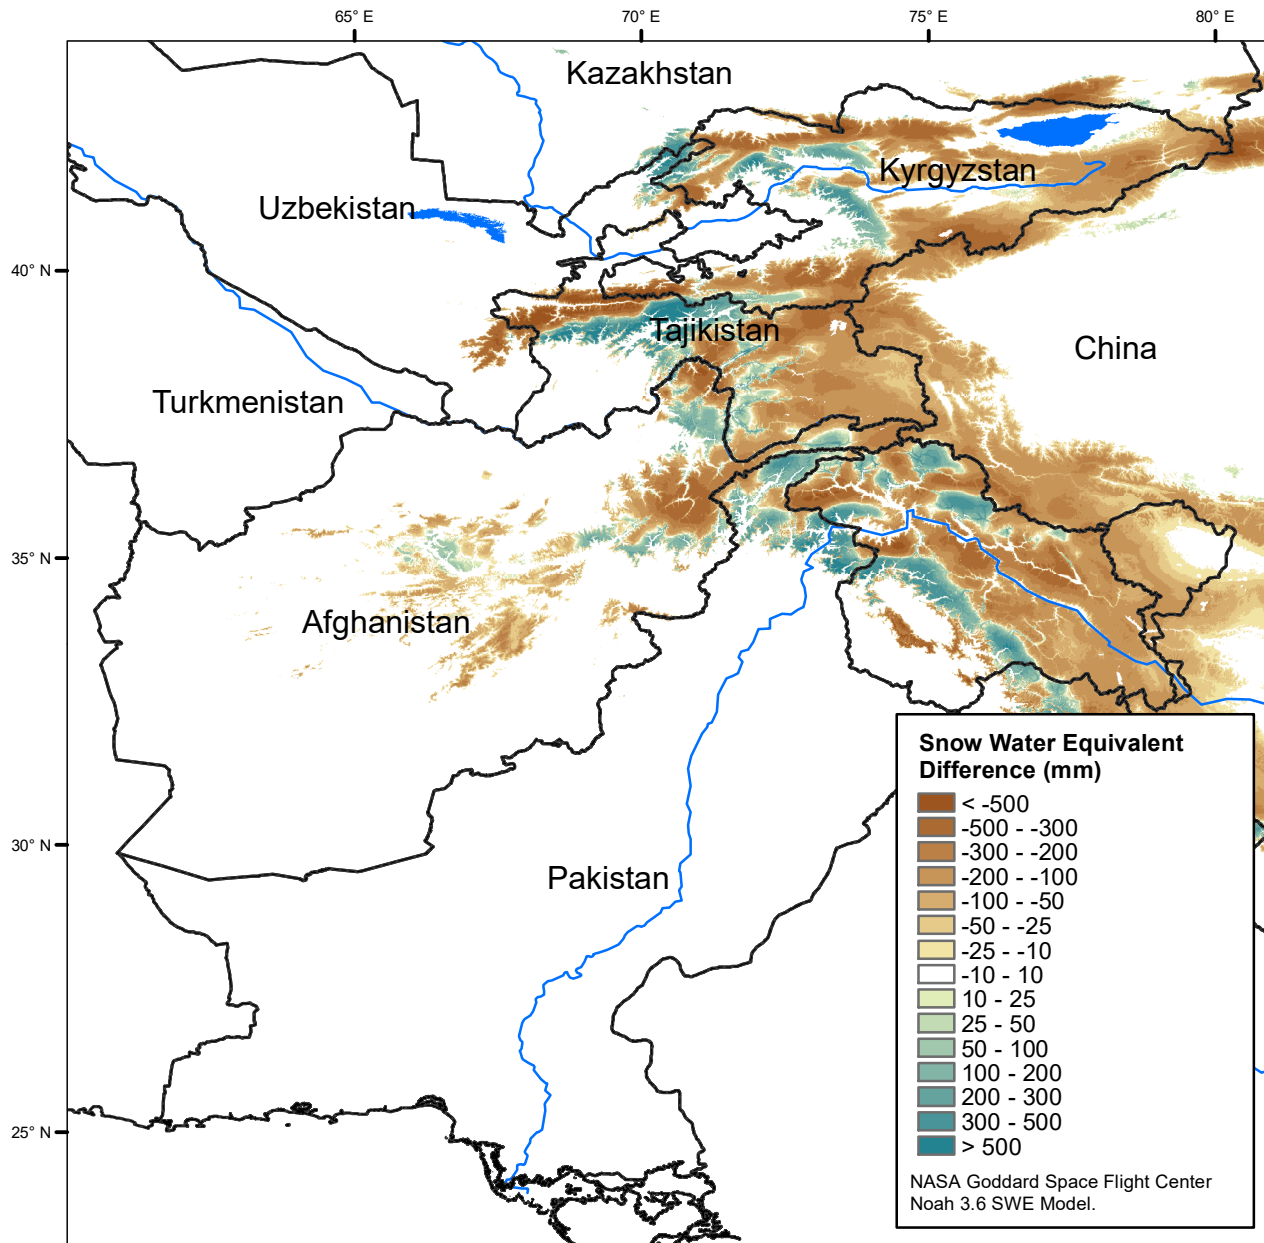 65° E 70° E 75° E 80° E
Kazakhstan
Kyrgyzstan
Uzbekistan
40° N
Tajikistan
China
Turkmenistan
35° N
Afghanistan
30° N
Pakistan
25° N
Snow Water Equivalent
Difference (mm)
< -500
-500 - -300
-300 - -200
-200 - -100
-100 - -50
-50 - -25
-25 - -10
-10 - 10
10 - 25
25 - 50
50 - 100
100 - 200
200 - 300
300 - 500
> 500
NASA Goddard Space Flight Center
Noah 3.6 SWE Model.